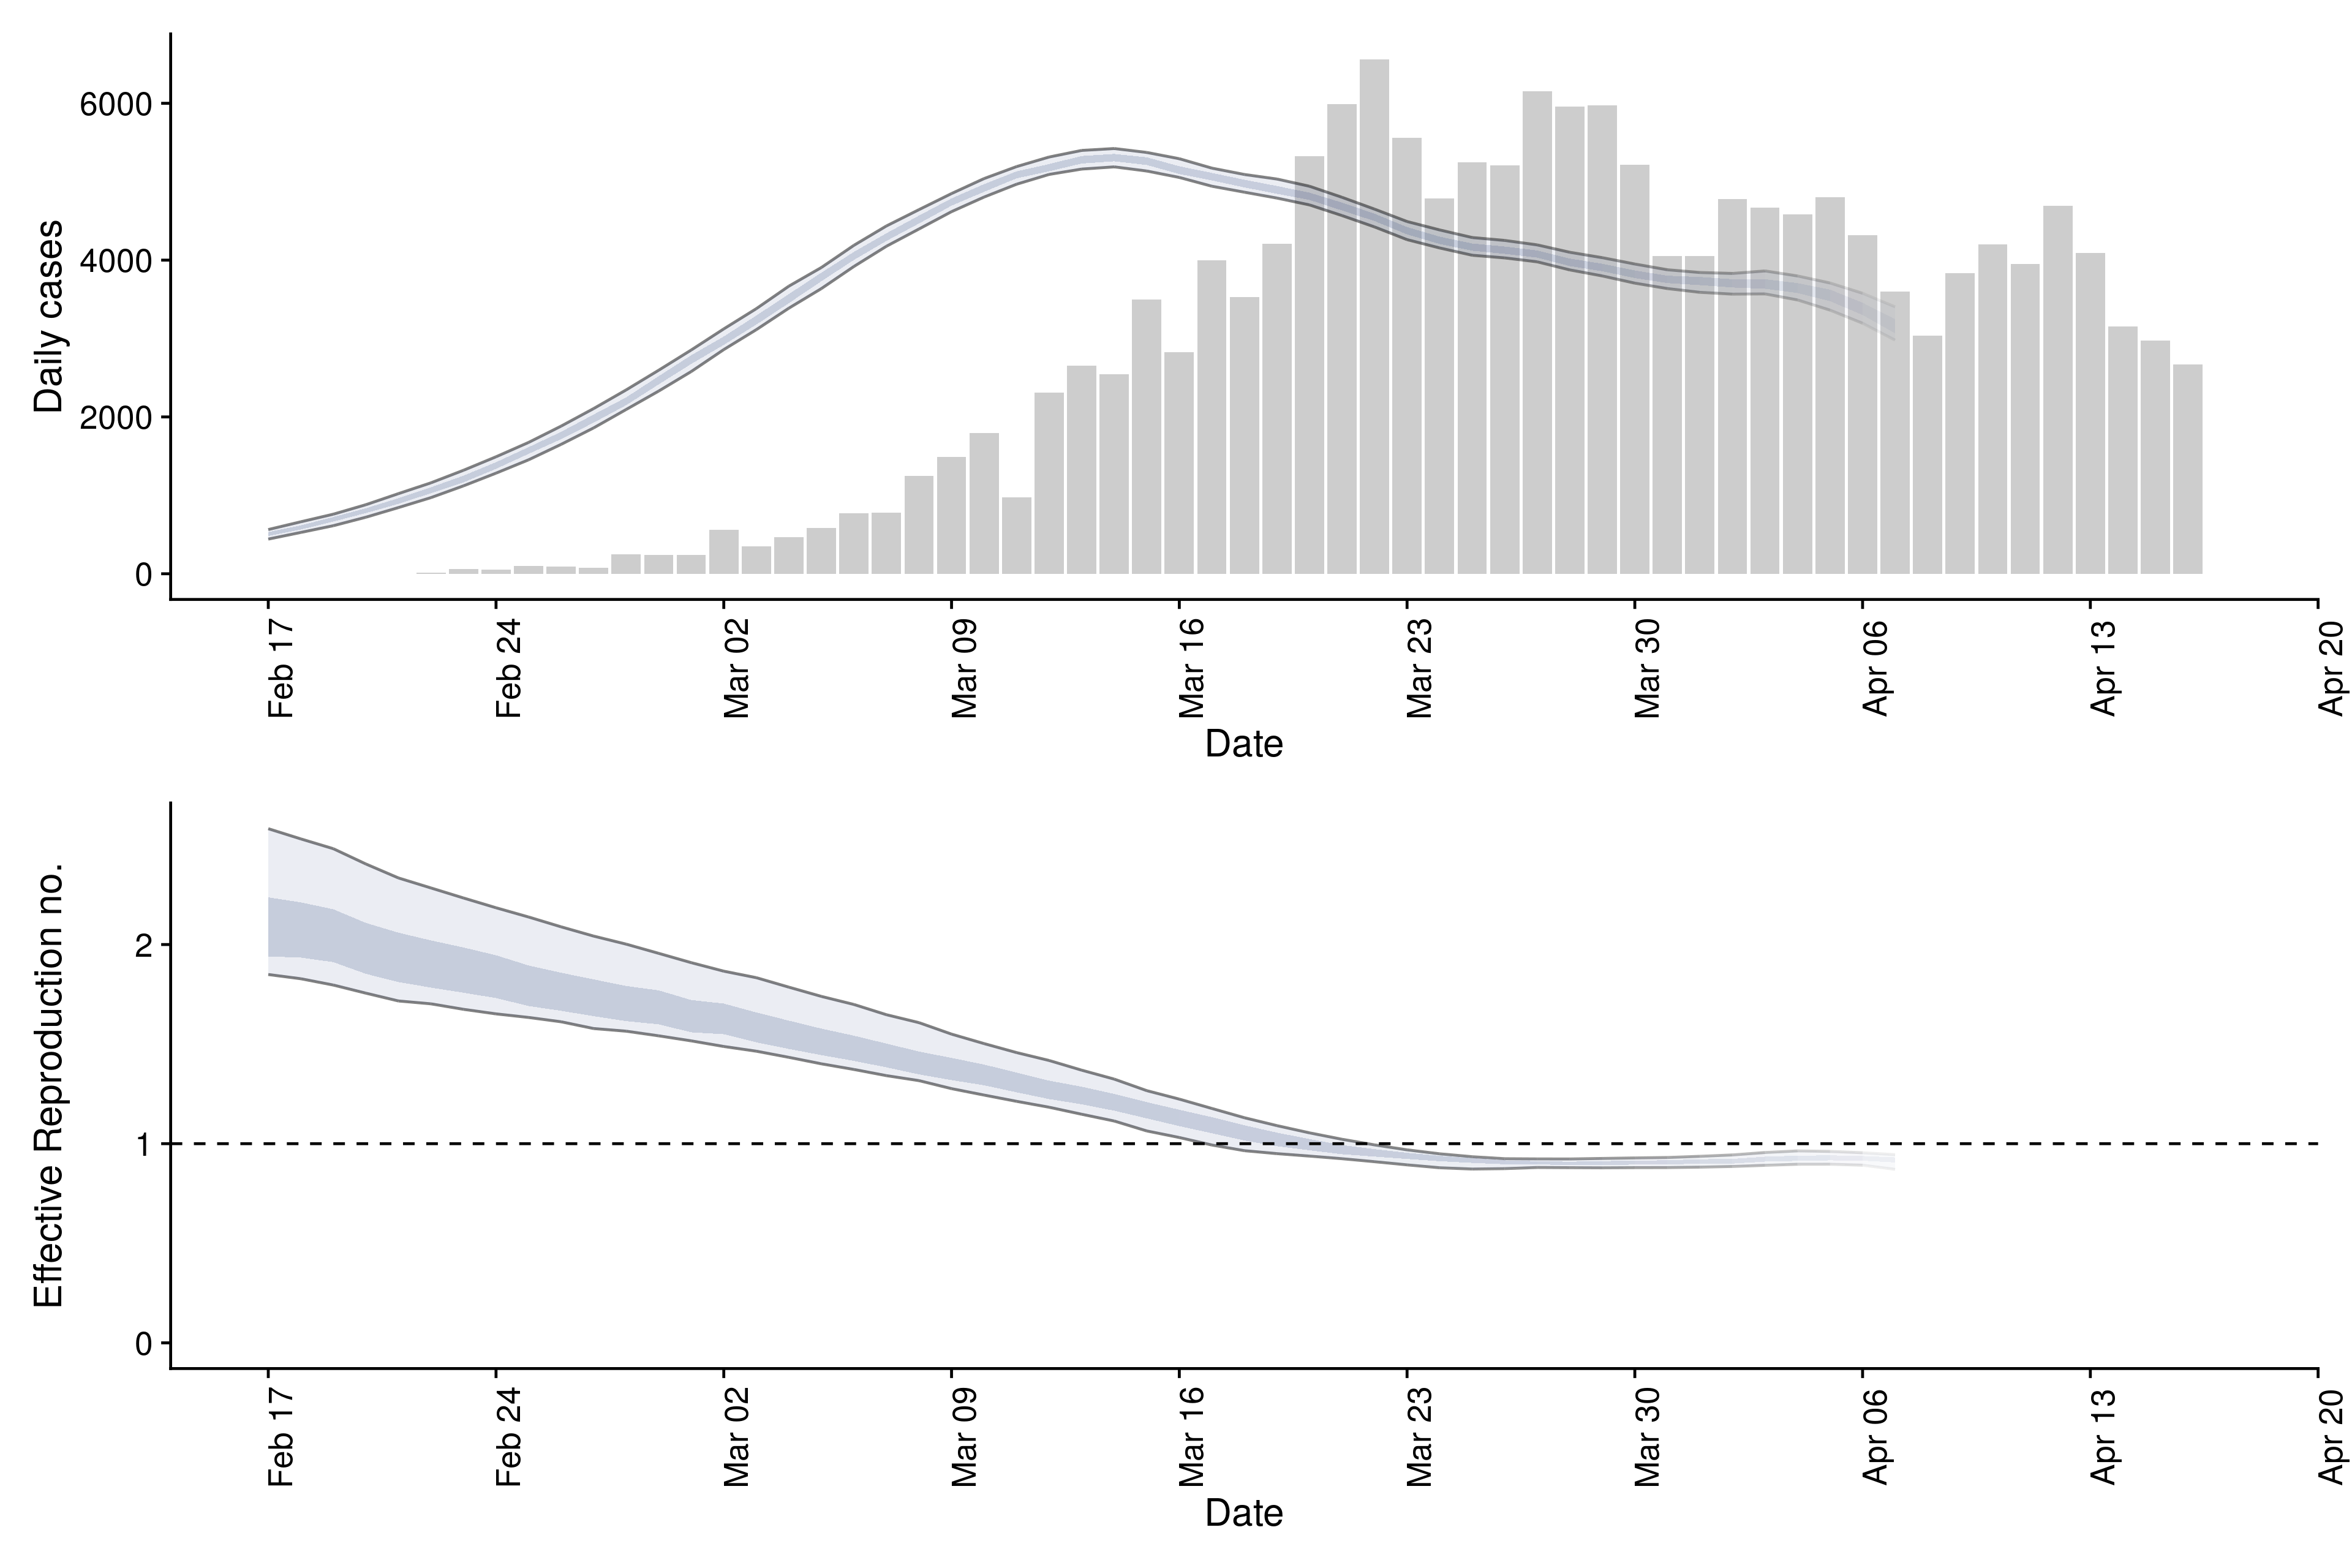 Daily cases
6000
4000
2000
0
Feb 17
Feb 24
Mar 02
Mar 09
Mar 16
Mar 23
Mar 30
Apr 06
Apr 13
Apr 20
Date
Effective Reproduction no.
2
1
0
Feb 17
Feb 24
Mar 02
Mar 09
Mar 16
Mar 23
Mar 30
Apr 06
Apr 13
Apr 20
Date